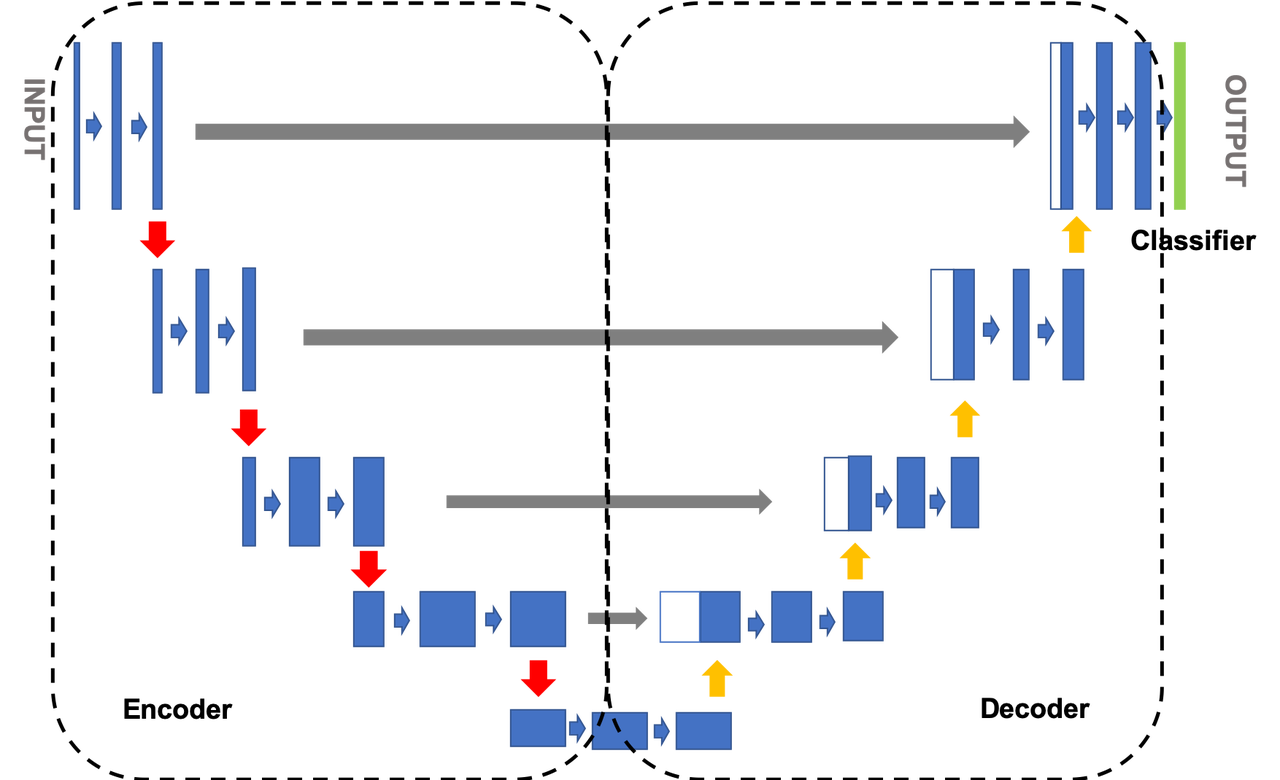 INPUT
OUTPUT
Classifier
Encoder
Decoder